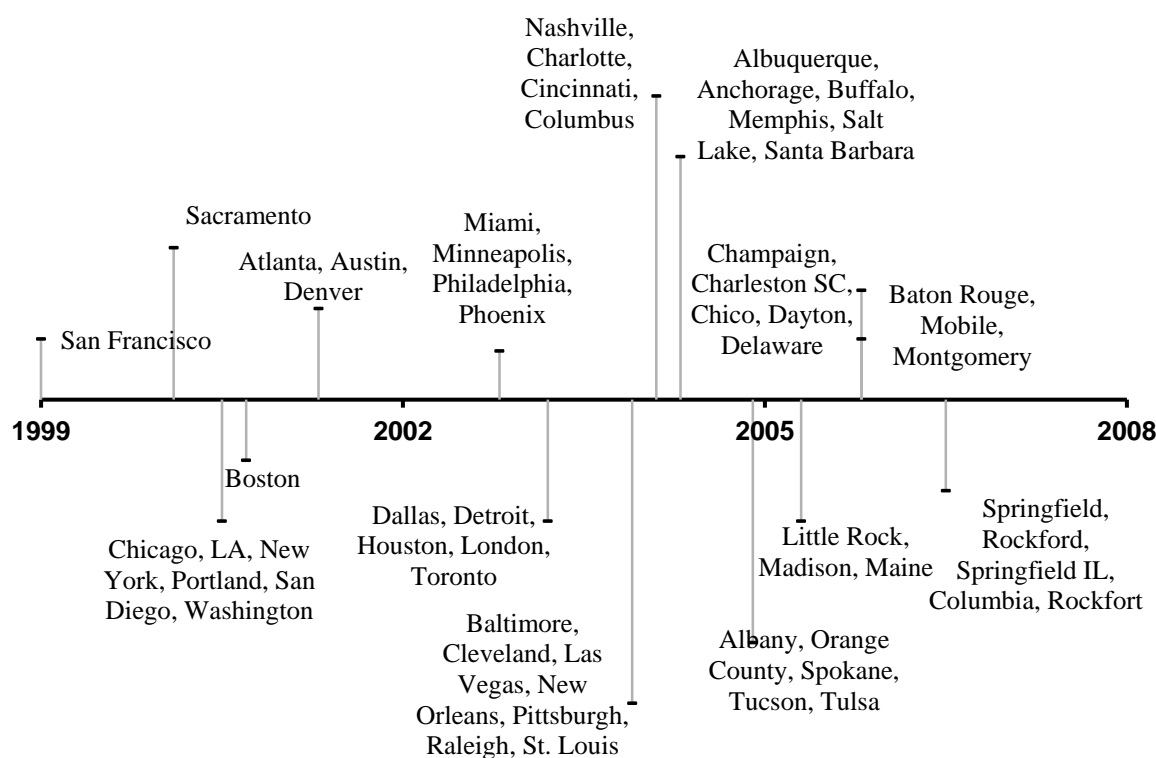 Nashville,
Charlotte,
Cincinnati,
Columbus
Albuquerque,
Anchorage, Buffalo,
Memphis, Salt
Lake, Santa Barbara
Sacramento
Atlanta, Austin,
Denver
Miami,
Minneapolis,
Philadelphia,
Phoenix
Champaign,
Charleston SC,
Chico, Dayton,
Delaware
Baton Rouge,
Mobile,
Montgomery
San Francisco
1999
2002
2005
2008
Boston
Chicago, LA, New
York, Portland, San
Diego, Washington
Dallas, Detroit,
Houston, London,
Toronto
Little Rock,
Madison, Maine
Springfield,
Rockford,
Springfield IL,
Columbia, Rockfort
Baltimore,
Cleveland, Las
Vegas, New
Orleans, Pittsburgh,
Raleigh, St. Louis
Albany, Orange
County, Spokane,
Tucson, Tulsa